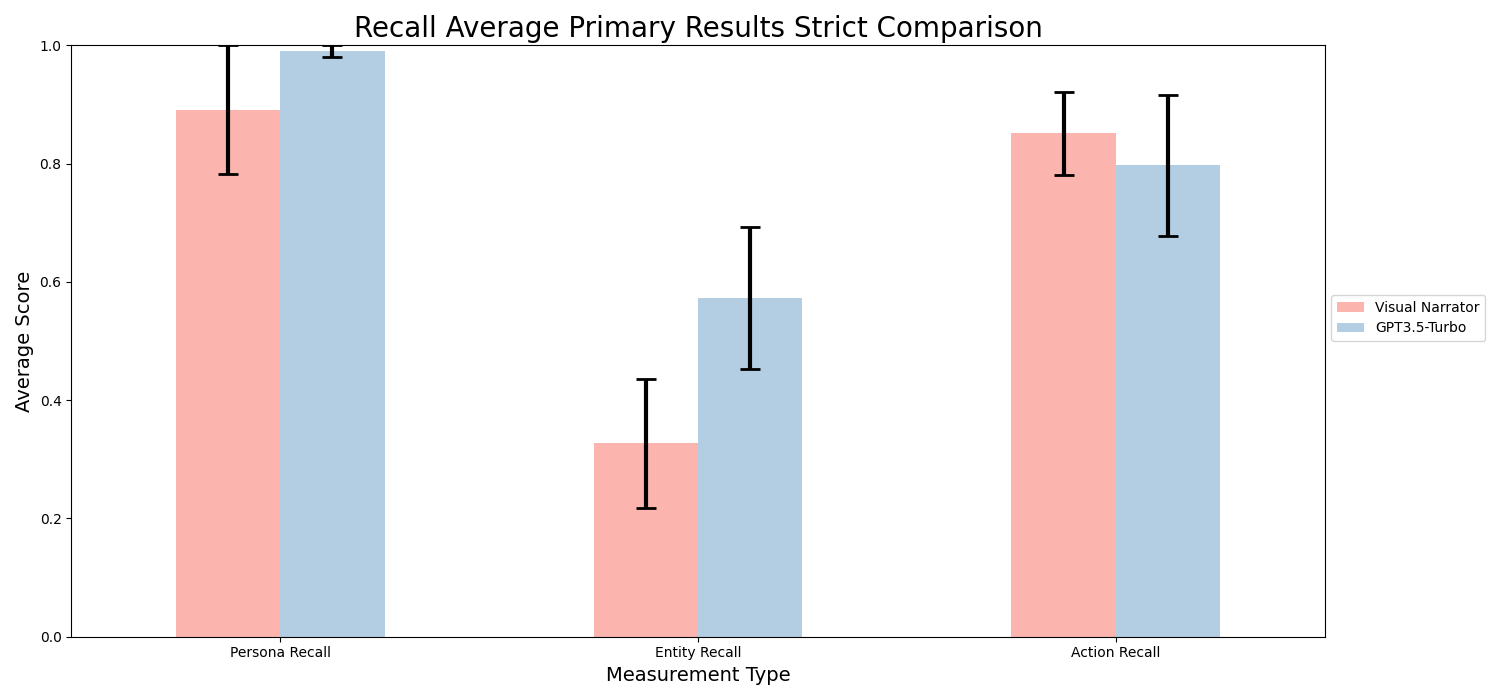 Recall Average Primary Results Strict Comparison
1.0
0.8
0.6
0.4
0.2
0.0
Average Score
Persona Recall
Entity Recall
Action Recall
Measurement Type
Visual Narrator
GPT3.5-Turbo